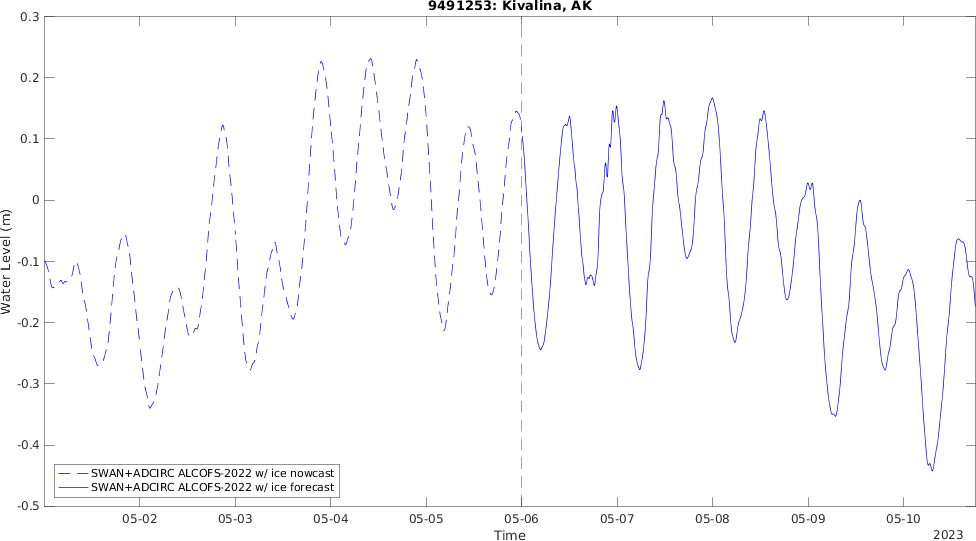 9491253: Kivalina, AK
0.3
0.2
0.1
0
-0.1
-0.2
-0.3
-0.4
-0.5
Water Level (m)
SWAN+ADCIRC ALCOFS-2022 w/ ice nowcast
SWAN+ADCIRC ALCOFS-2022 w/ ice forecast
05-02 05-03 05-04 05-05 05-06 05-07 05-08 05-09 05-10
Time
2023